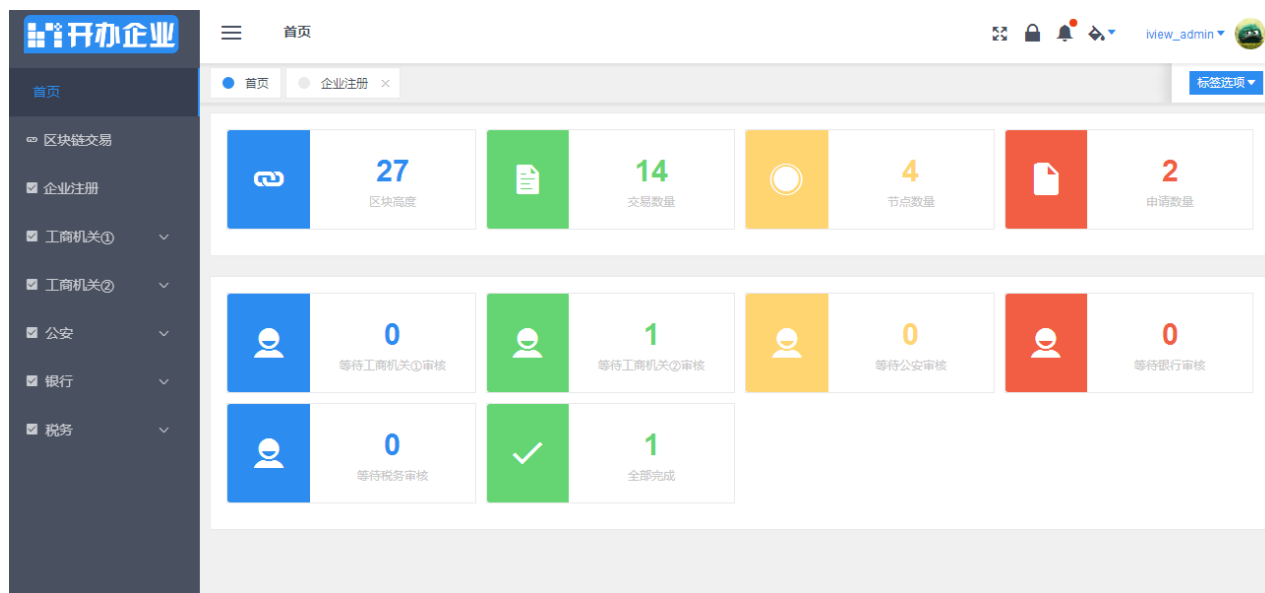 开办企业
首页
iview_admin
首页
首页
企业注册
标签选项
区块链交易
企业注册
工商机关①
工商机关②
公安
银行
税务
27
区块高度
14
交易数量
4
节点数量
2
申请数量
0
等待工商机关①审核
1
等待工商机关②审核
0
等待公安审核
0
等待银行审核
0
等待税务审核
1
全部完成